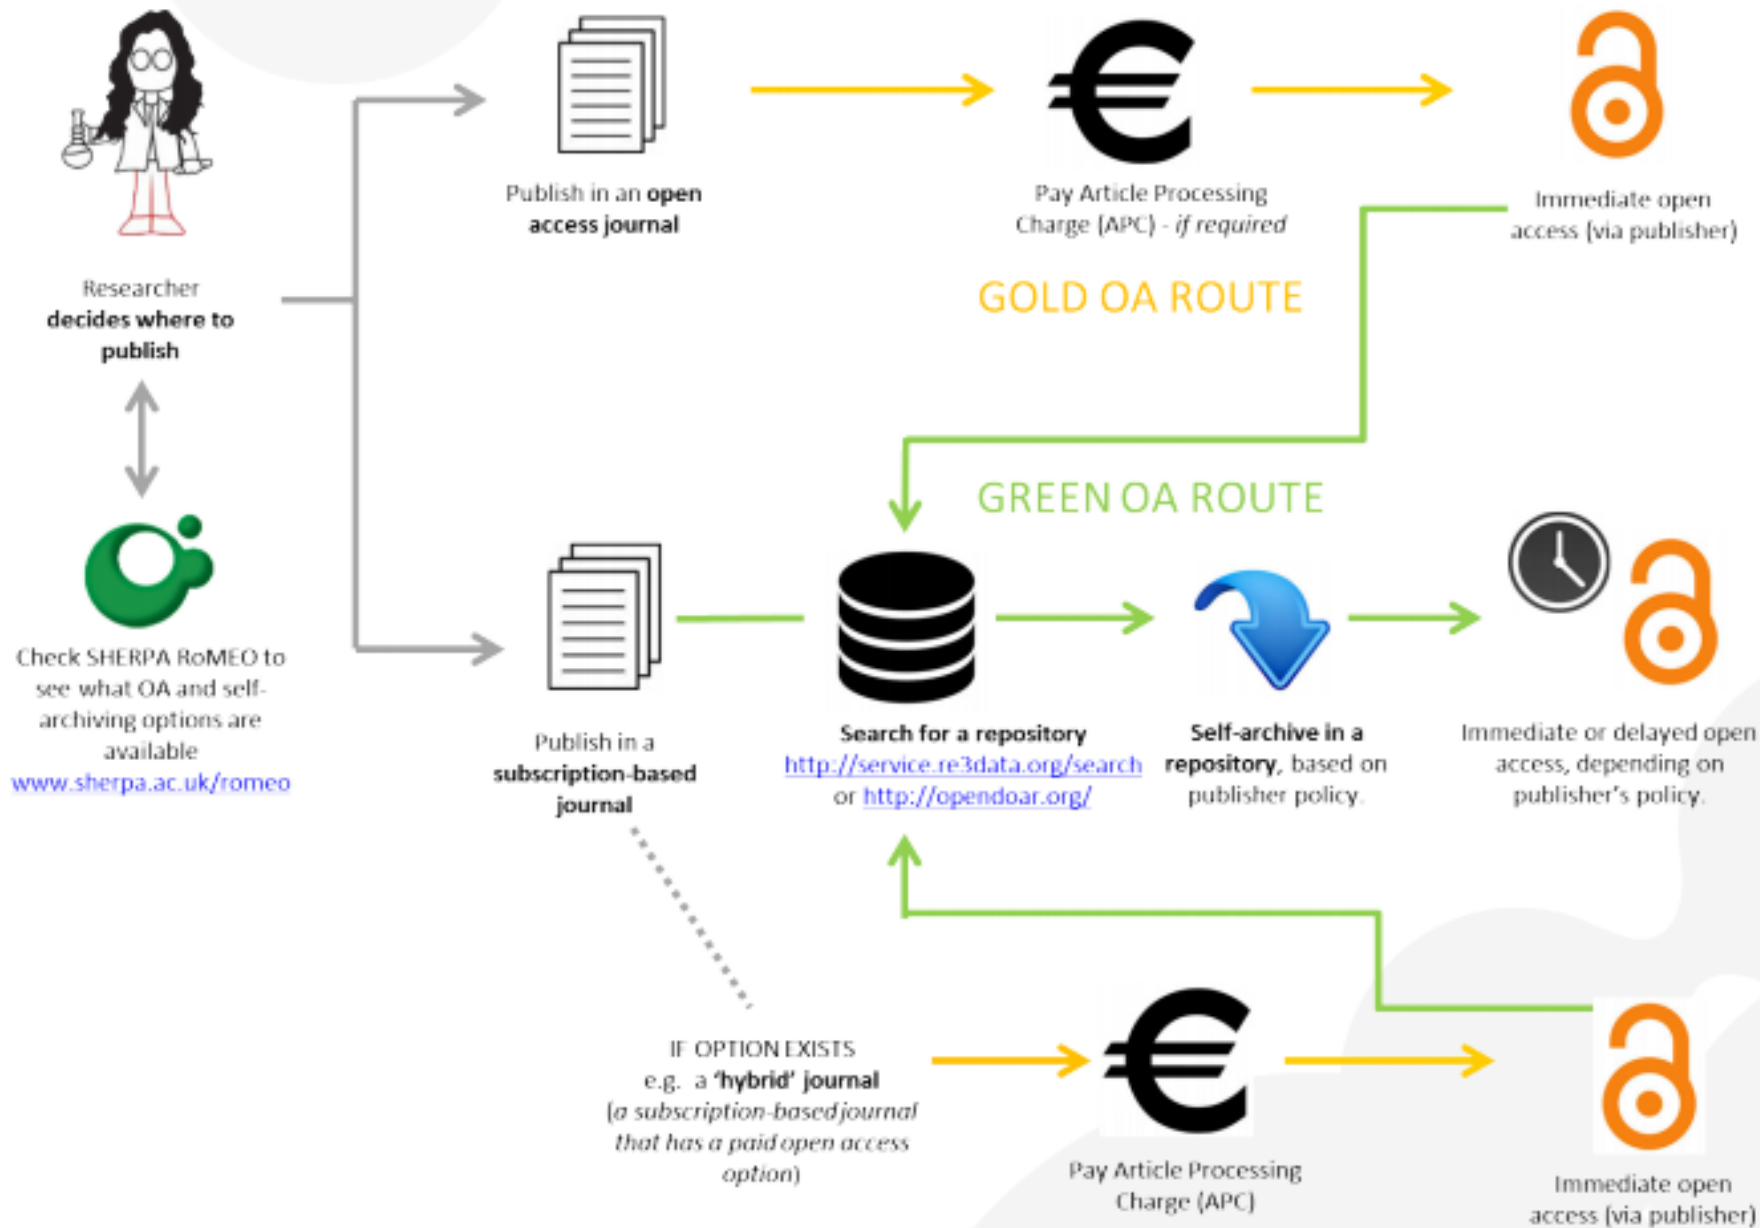 Publish in an open
access journal
Pay Article Processing
Charge (APC) - if required
Immediate open
access (via publisher)
Researcher
decides where to
publish
GOLD OA ROUTE
GREEN OA ROUTE
Check SHERPA RoMEO to
see what OA and self-
archiving options are
available
www.sherpa.ac.uk/romeo
Publish in a
subscription-based
journal
Search for a repository
http://service.re3data.org/search
or http://opendoar.org/
Self-archive in a
repository, based on
publisher policy.
Immediate or delayed open
access, depending on
publisher's policy.
IF OPTION EXISTS
e.g. a 'hybrid' journal
(a subscription-based journal
that has a paid open access
option)
Pay Article Processing
Charge (APC)
Immediate open
access (via publisher)